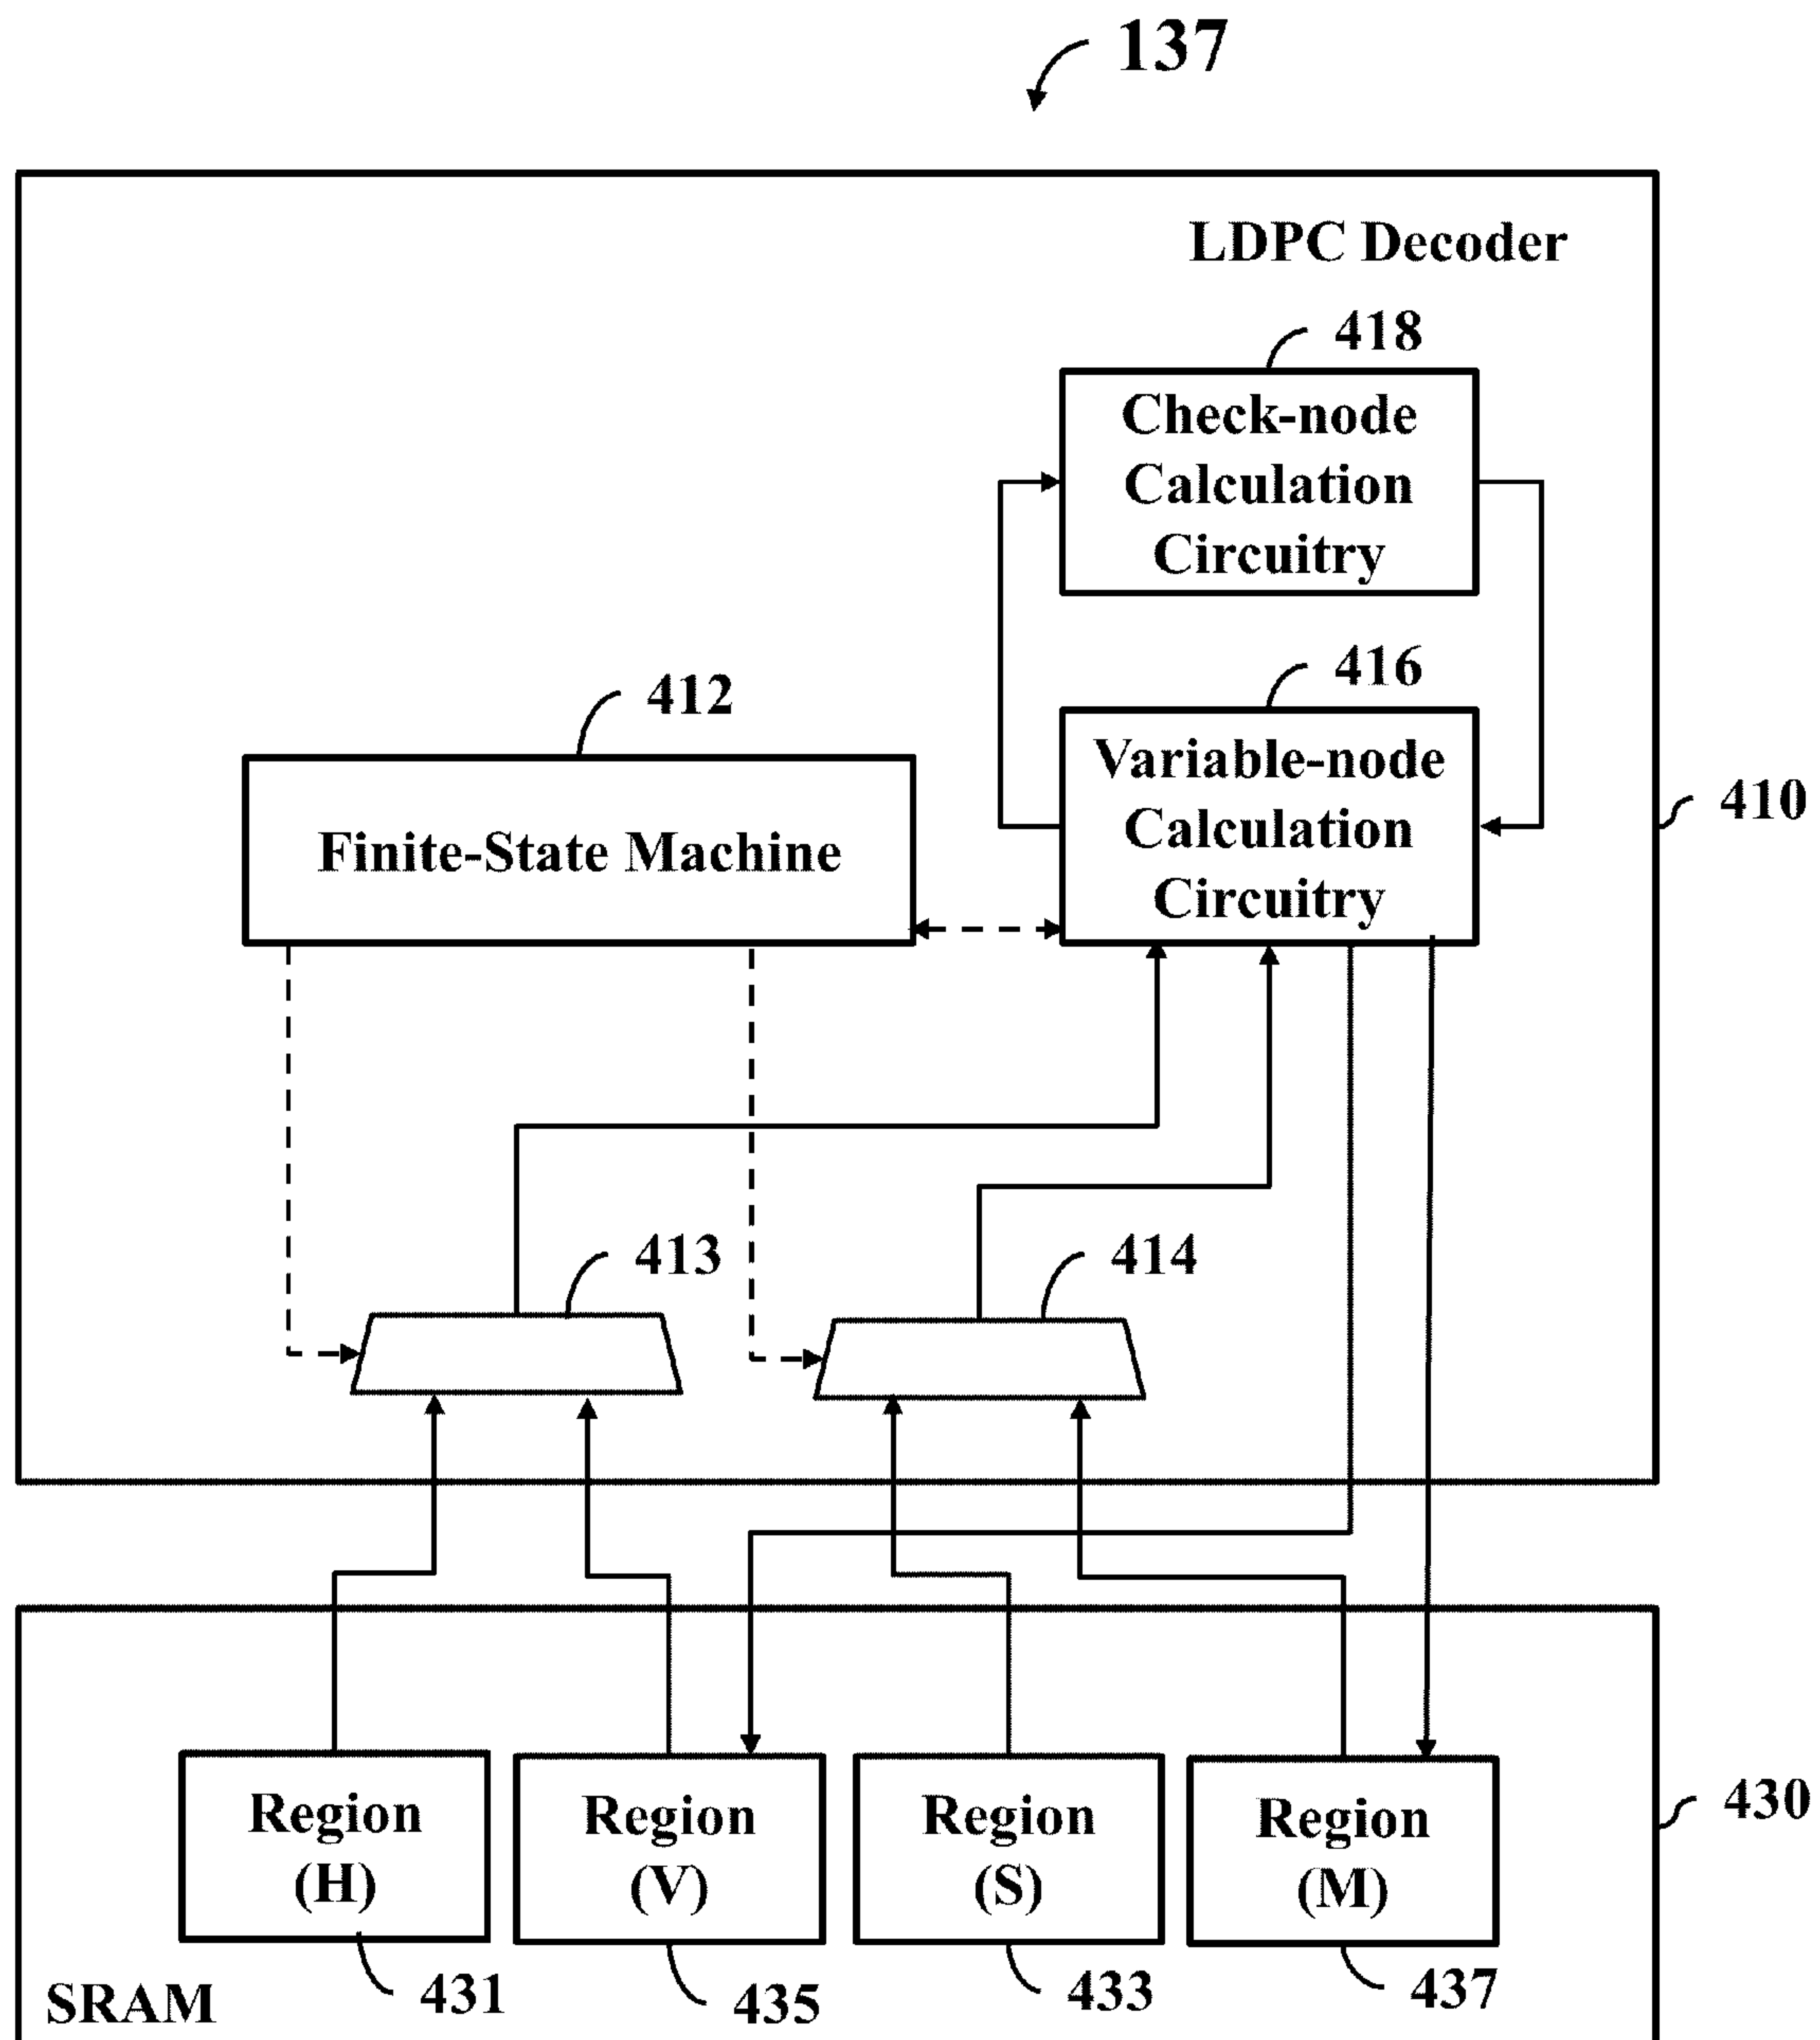 137
LDPC Decoder
418
Check-node
Calculation
Circuitry
416
Variable-node
Calculation
Circuitry
412
Finite-State Machine
410
413
414
430
Region
(H)
Region
(V)
Region
(S)
Region
(M)
431
435
433
437
SRAM